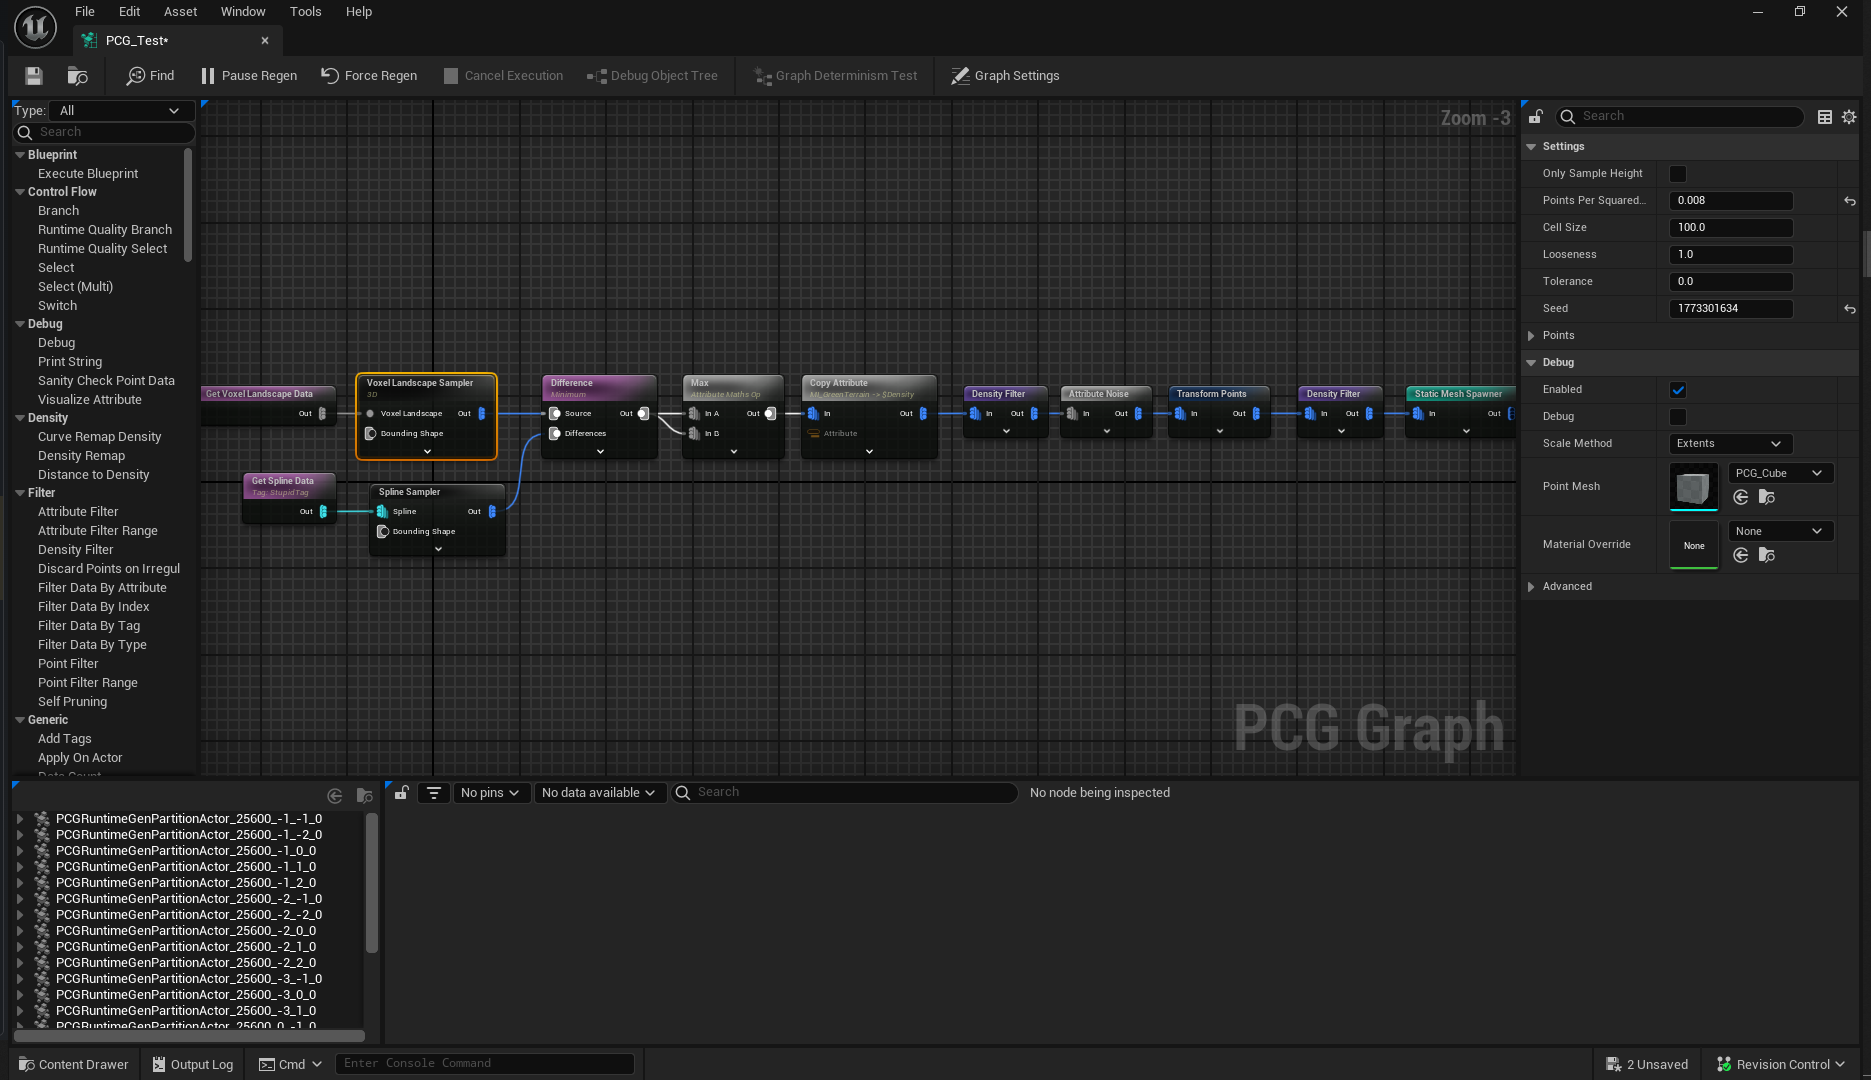 File Edit Asset Window Tools Help
PCG_Test*
Find Pause Regen Force Regen Cancel Execution Debug Object Tree Graph Determinism Test Graph Settings
Type: All
Search
Blueprint
Execute Blueprint
Control Flow
Branch
Runtime Quality Branch
Runtime Quality Select
Select
Select (Multi)
Switch
Debug
Debug
Print String
Sanity Check Point Data
Visualize Attribute
Density
Curve Remap Density
Density Remap
Distance to Density
Filter
Attribute Filter
Attribute Filter Range
Density Filter
Discard Points on Irregul
Filter Data By Attribute
Filter Data By Index
Filter Data By Tag
Filter Data By Type
Point Filter
Point Filter Range
Self Pruning
Generic
Add Tags
Apply On Actor
Data Count
Zoom -3
Get Voxel Landscape Data
Out
Voxel Landscape Sampler
3D
Voxel Landscape Out
Bounding Shape
Get Spline Data
Tag: StupidTag
Out
Spline Sampler
Spline Out
Bounding Shape
Difference
Minimum
Source Out
Differences
Max
Attribute Maths Op
In A Out
In B
Copy Attribute
MI_GreenTerrain -> $Density
In Out
Attribute
Density Filter
In Out
Attribute Noise
In Out
Transform Points
In Out
Density Filter
In Out
Static Mesh Spawner
In Out
PCG Graph
Search
Settings
Only Sample Height
Points Per Squared... 0.008
Cell Size 100.0
Looseness 1.0
Tolerance 0.0
Seed 1773301634
Points
Debug
Enabled
Debug
Scale Method Extents
Point Mesh PCG_Cube
Material Override None None
Advanced
PCGRuntimeGenPartitionActor_25600_-1_-1_0
PCGRuntimeGenPartitionActor_25600_-1_-2_0
PCGRuntimeGenPartitionActor_25600_-1_0_0
PCGRuntimeGenPartitionActor_25600_-1_1_0
PCGRuntimeGenPartitionActor_25600_-1_2_0
PCGRuntimeGenPartitionActor_25600_-2_-1_0
PCGRuntimeGenPartitionActor_25600_-2_-2_0
PCGRuntimeGenPartitionActor_25600_-2_0_0
PCGRuntimeGenPartitionActor_25600_-2_1_0
PCGRuntimeGenPartitionActor_25600_-2_2_0
PCGRuntimeGenPartitionActor_25600_-3_-1_0
PCGRuntimeGenPartitionActor_25600_-3_0_0
PCGRuntimeGenPartitionActor_25600_-3_1_0
PCGRuntimeGenPartitionActor_25600_0_-1_0
No pins No data available Search No node being inspected
Content Drawer Output Log Cmd Enter Console Command 2 Unsaved Revision Control